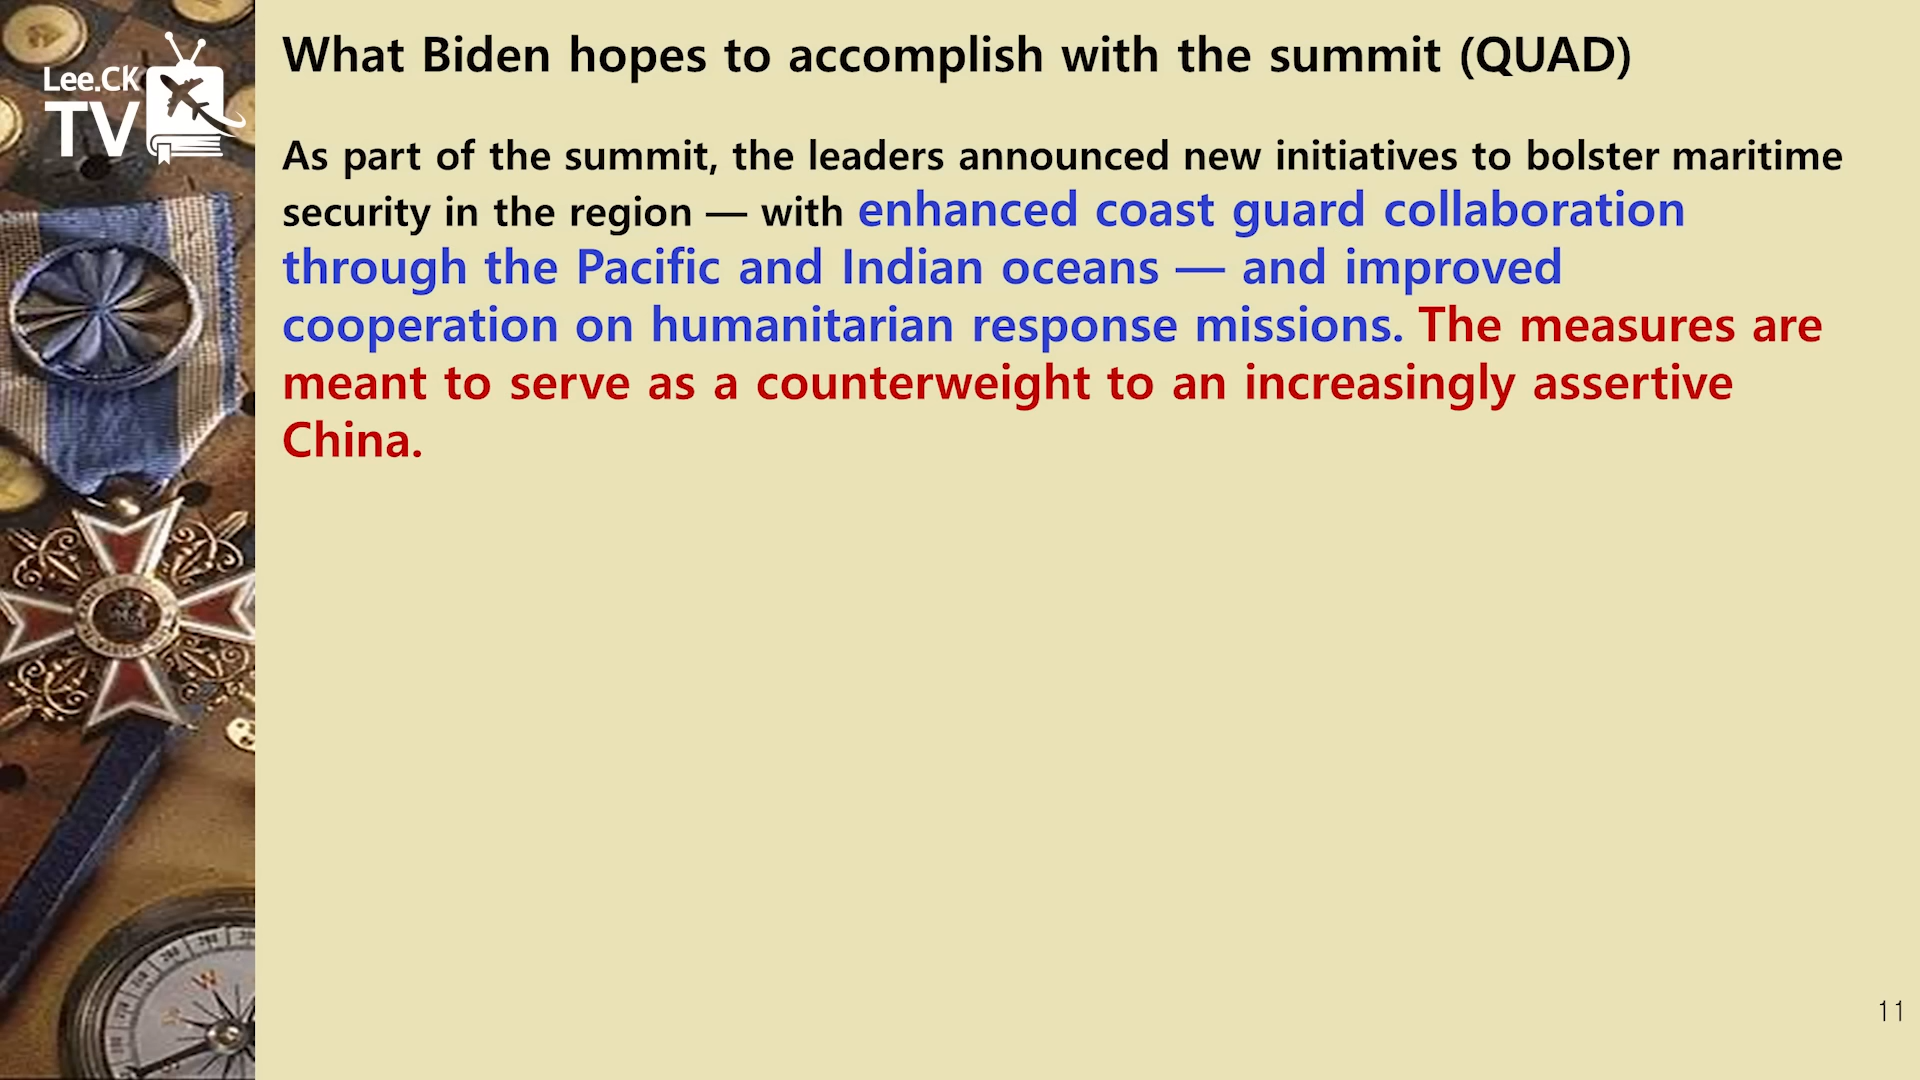 Lee.CK
TV
What Biden hopes to accomplish with the summit (QUAD)
As part of the summit, the leaders announced new initiatives to bolster maritime
security in the region — with enhanced coast guard collaboration
through the Pacific and Indian oceans — and improved
cooperation on humanitarian response missions. The measures are
meant to serve as a counterweight to an increasingly assertive
China.
W
11